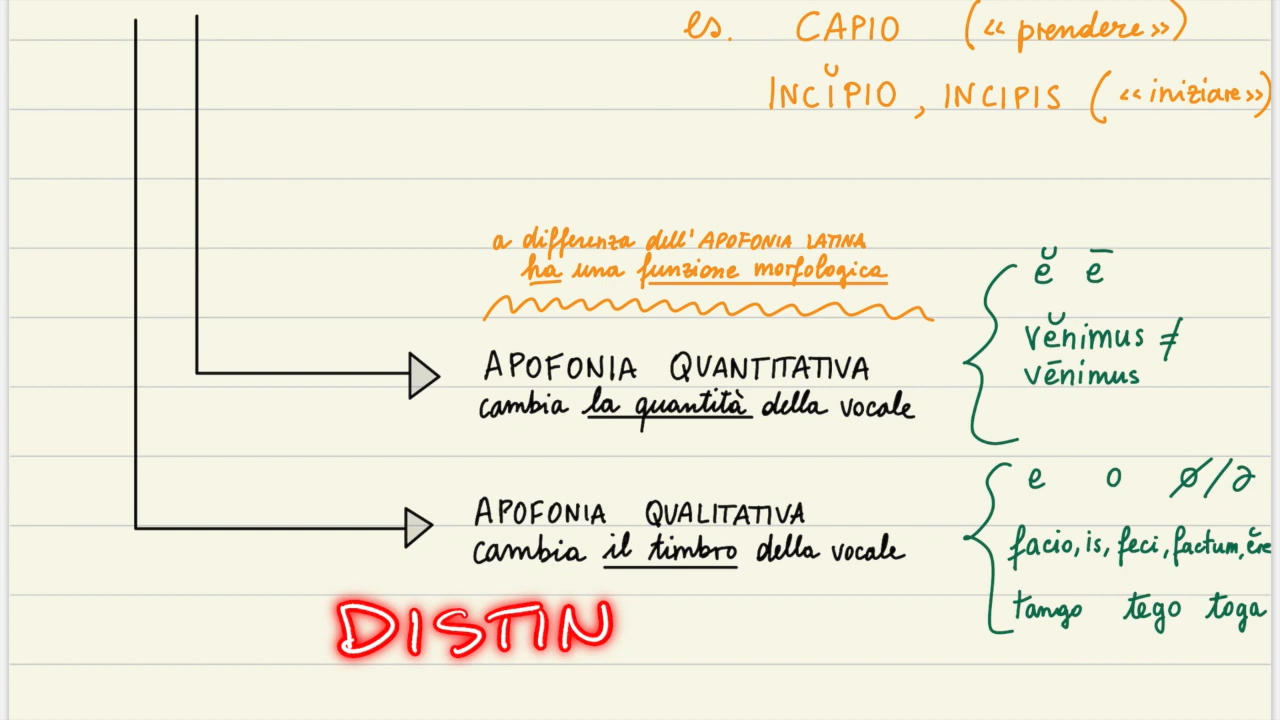 es. CAPIO (« prendere »)
INCĬPIO, INCIPIS (« iniziare »)
a differenza dell'APOFONIA LATINA
ha una funzione morfologica
ĕ ē
vĕnimus ≠
vēnimus
APOFONIA QUANTITATIVA
cambia la quantità della vocale
e o ∅/ə
APOFONIA QUALITATIVA
cambia il timbro della vocale
facio, is, feci, factum, ĕre
tango tego toga
DISTIN